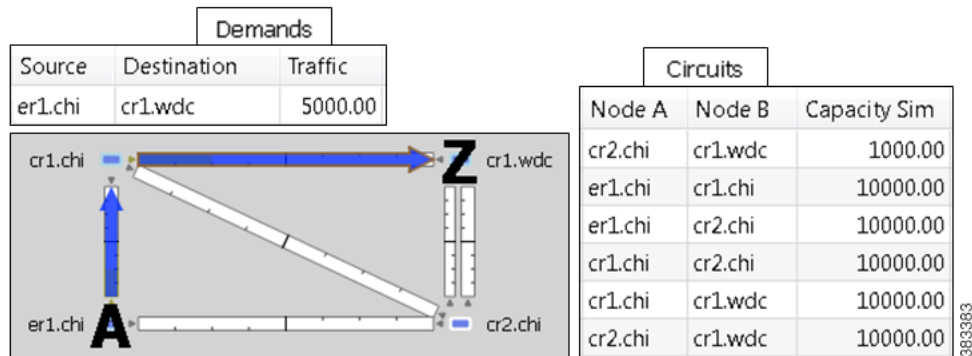 Demands
Source Destination Traffic
er1.chi cr1.wdc 5000.00
cr1.chi Z cr1.wdc
er1.chi A cr2.chi
Circuits
Node A Node B Capacity Sim
cr2.chi cr1.wdc 1000.00
er1.chi cr1.chi 10000.00
er1.chi cr2.chi 10000.00
cr1.chi cr2.chi 10000.00
cr1.chi cr1.wdc 10000.00
cr2.chi cr1.wdc 10000.00
383383